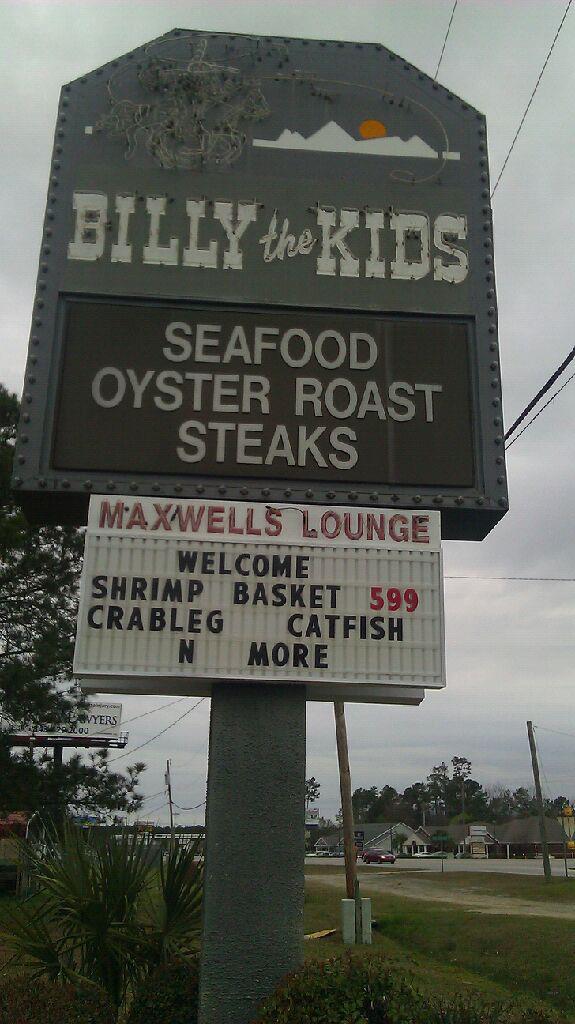 BILLY the KIDS
SEAFOOD
OYSTER ROAST
STEAKS
MAXWELLS LOUNGE
WELCOME
SHRIMP BASKET 599
CRABLEG CATFISH
N MORE